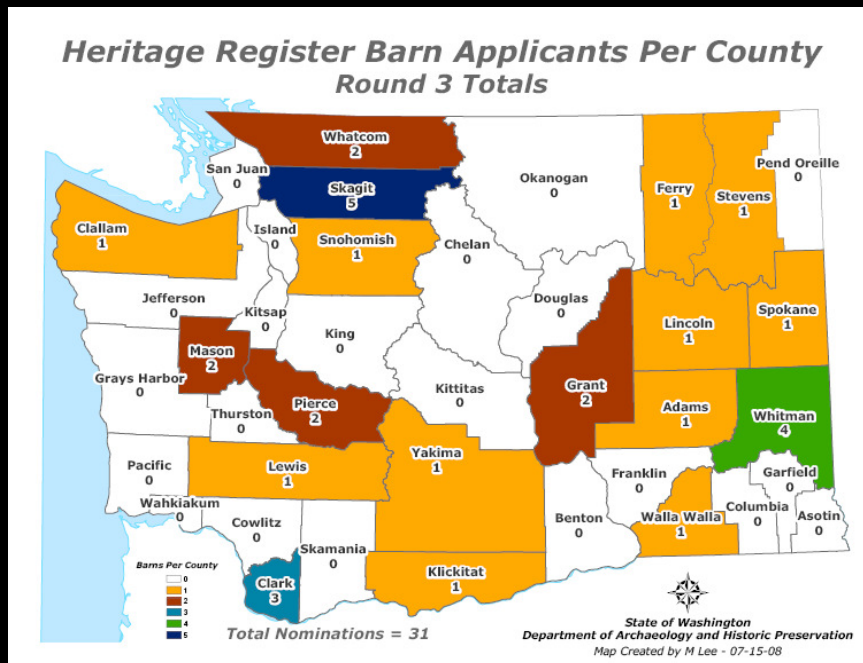 Heritage Register Barn Applicants Per County
Round 3 Totals
Whatcom
2
San Juan
0
Skagit
5
Okanogan
0
Ferry
1
Stevens
1
Pend Oreille
0
Clallam
1
Island
0
Snohomish
1
Chelan
0
Jefferson
0
Kitsap
0
King
0
Douglas
0
Lincoln
1
Spokane
1
Mason
2
Grays Harbor
0
Thurston
0
Pierce
2
Kittitas
0
Grant
2
Adams
1
Whitman
4
Pacific
0
Lewis
1
Yakima
1
Franklin
0
Garfield
0
Wahkiakum
0
Cowlitz
0
Skamania
0
Benton
0
Walla Walla
1
Columbia
0
Asotin
0
Clark
3
Klickitat
1
Barns Per County
0
1
2
3
4
5
Total Nominations = 31
State of Washington
Department of Archaeology and Historic Preservation
Map Created by M Lee - 07-15-08